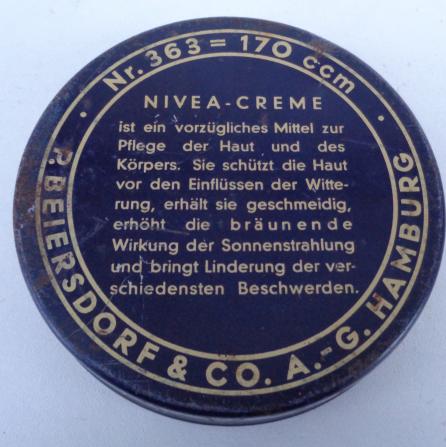 Nr. 363 = 170 ccm
NIVEA-CREME
ist ein vorzügliches Mittel zur
Pflege der Haut und des
Körpers. Sie schützt die Haut
vor den Einflüssen der Witte-
rung, erhält sie geschmeidig,
erhöht die bräunende
Wirkung der Sonnenstrahlung
und bringt Linderung der ver-
schiedensten Beschwerden.
P. BEIERSDORF & CO. A.-G. HAMBURG